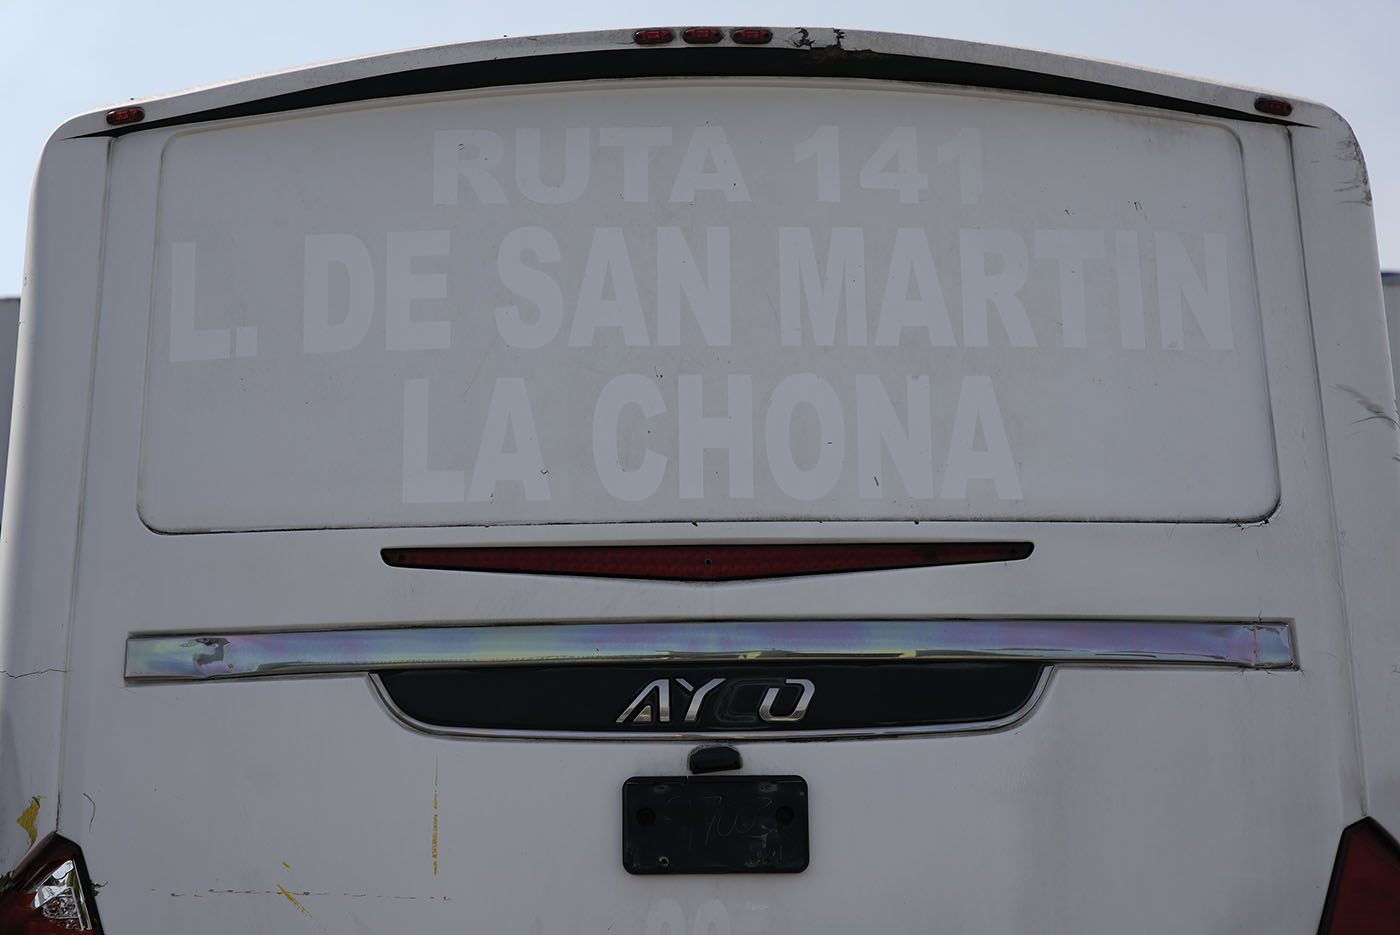 RUTA 141
L. DE SAN MARTIN
LA CHONA
AYCO